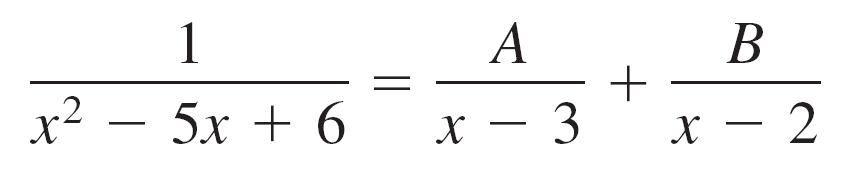 1/(x² − 5x + 6) = A/(x − 3) + B/(x − 2)